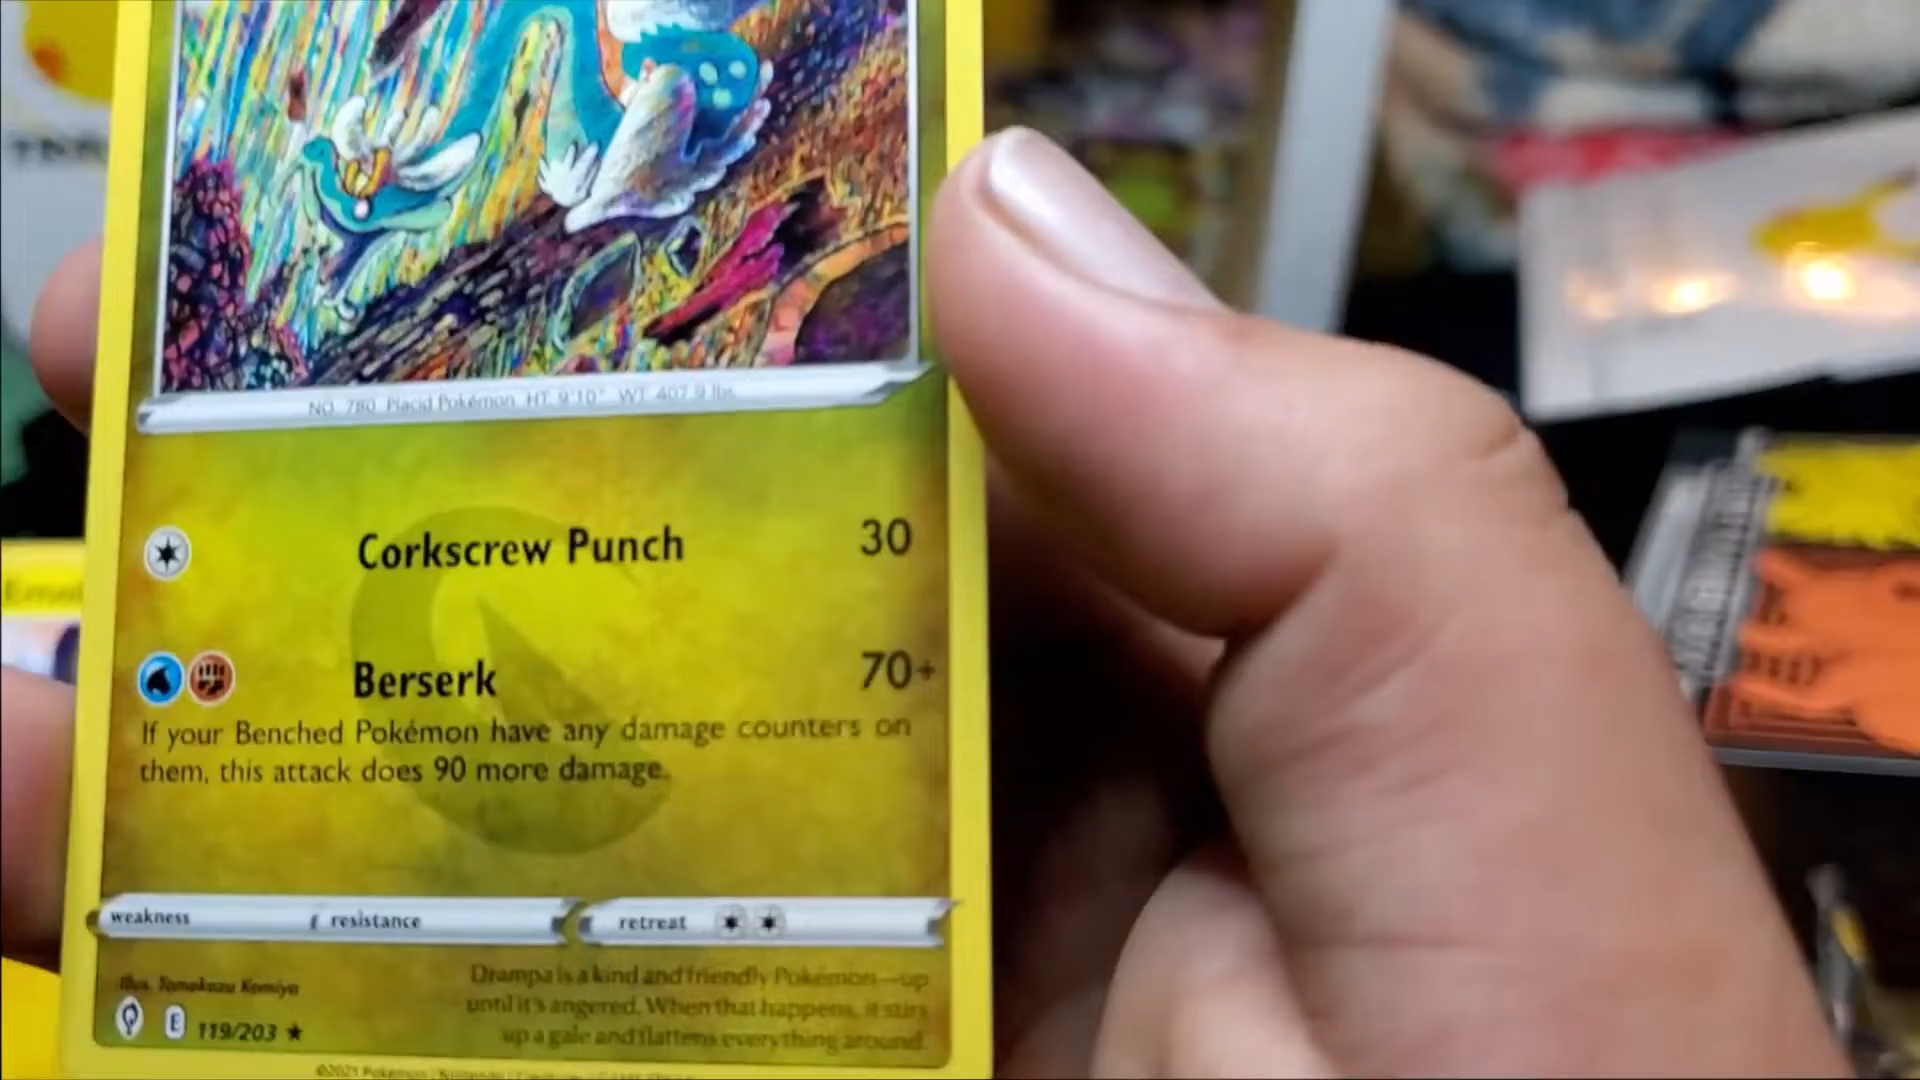 NO. 780 Placid Pokémon HT 9'10" WT 407.9 lbs
Corkscrew Punch 30
Berserk 70+
If your Benched Pokémon have any damage counters on
them, this attack does 90 more damage.
weakness resistance retreat
Illus. Tomokazu Komiya
E 119/203 ★
Drampa is a kind and friendly Pokémon—up
until it's angered. When that happens, it stirs
up a gale and flattens everything around.
©2021 Pokémon